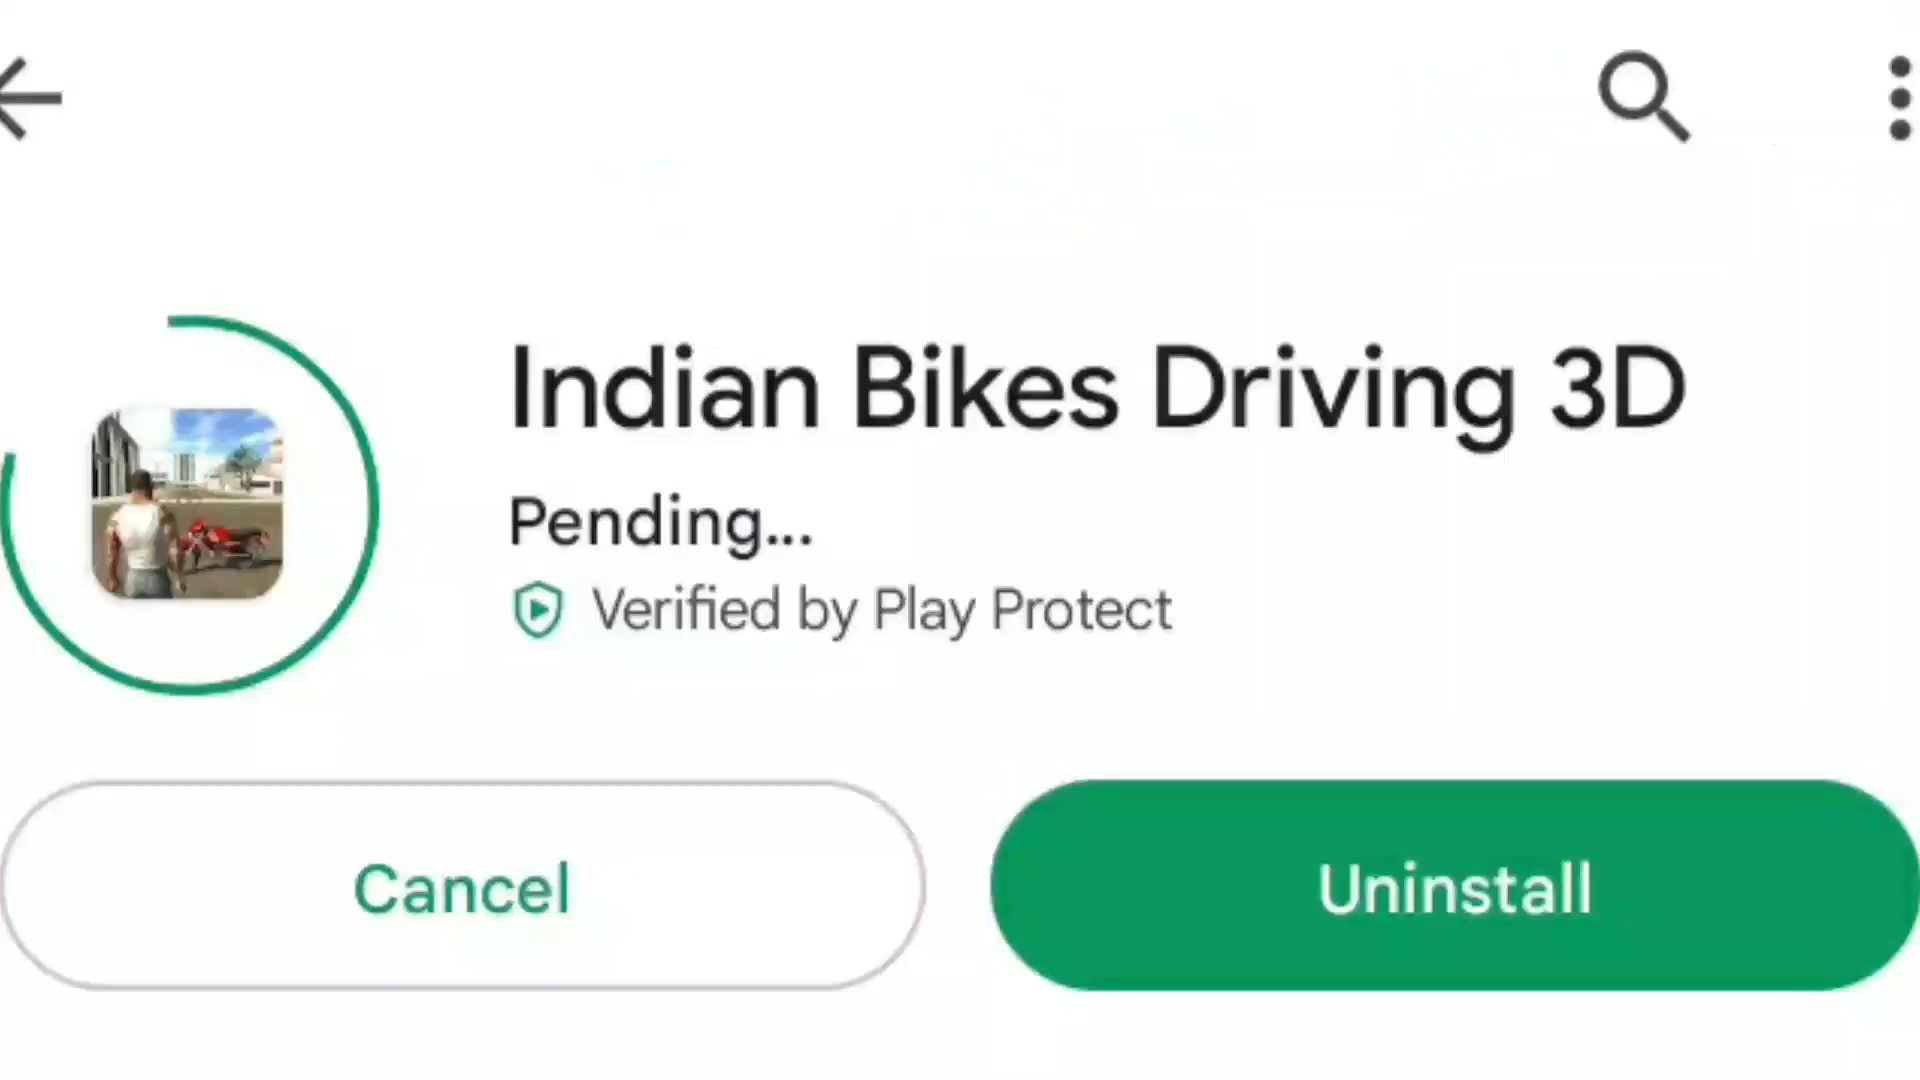 Indian Bikes Driving 3D
Pending...
Verified by Play Protect
Cancel
Uninstall